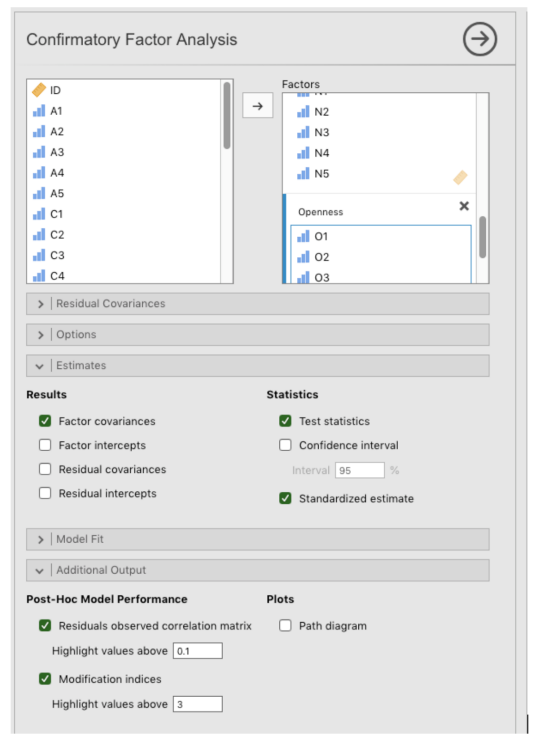 Confirmatory Factor Analysis
ID
A1
A2
A3
A4
A5
C1
C2
C3
C4
Factors
N2
N3
N4
N5
Openness
O1
O2
O3
Residual Covariances
Options
Estimates
Results
Factor covariances
Factor intercepts
Residual covariances
Residual intercepts
Statistics
Test statistics
Confidence interval
Interval 95 %
Standardized estimate
Model Fit
Additional Output
Post-Hoc Model Performance
Residuals observed correlation matrix
Highlight values above 0.1
Modification indices
Highlight values above 3
Plots
Path diagram